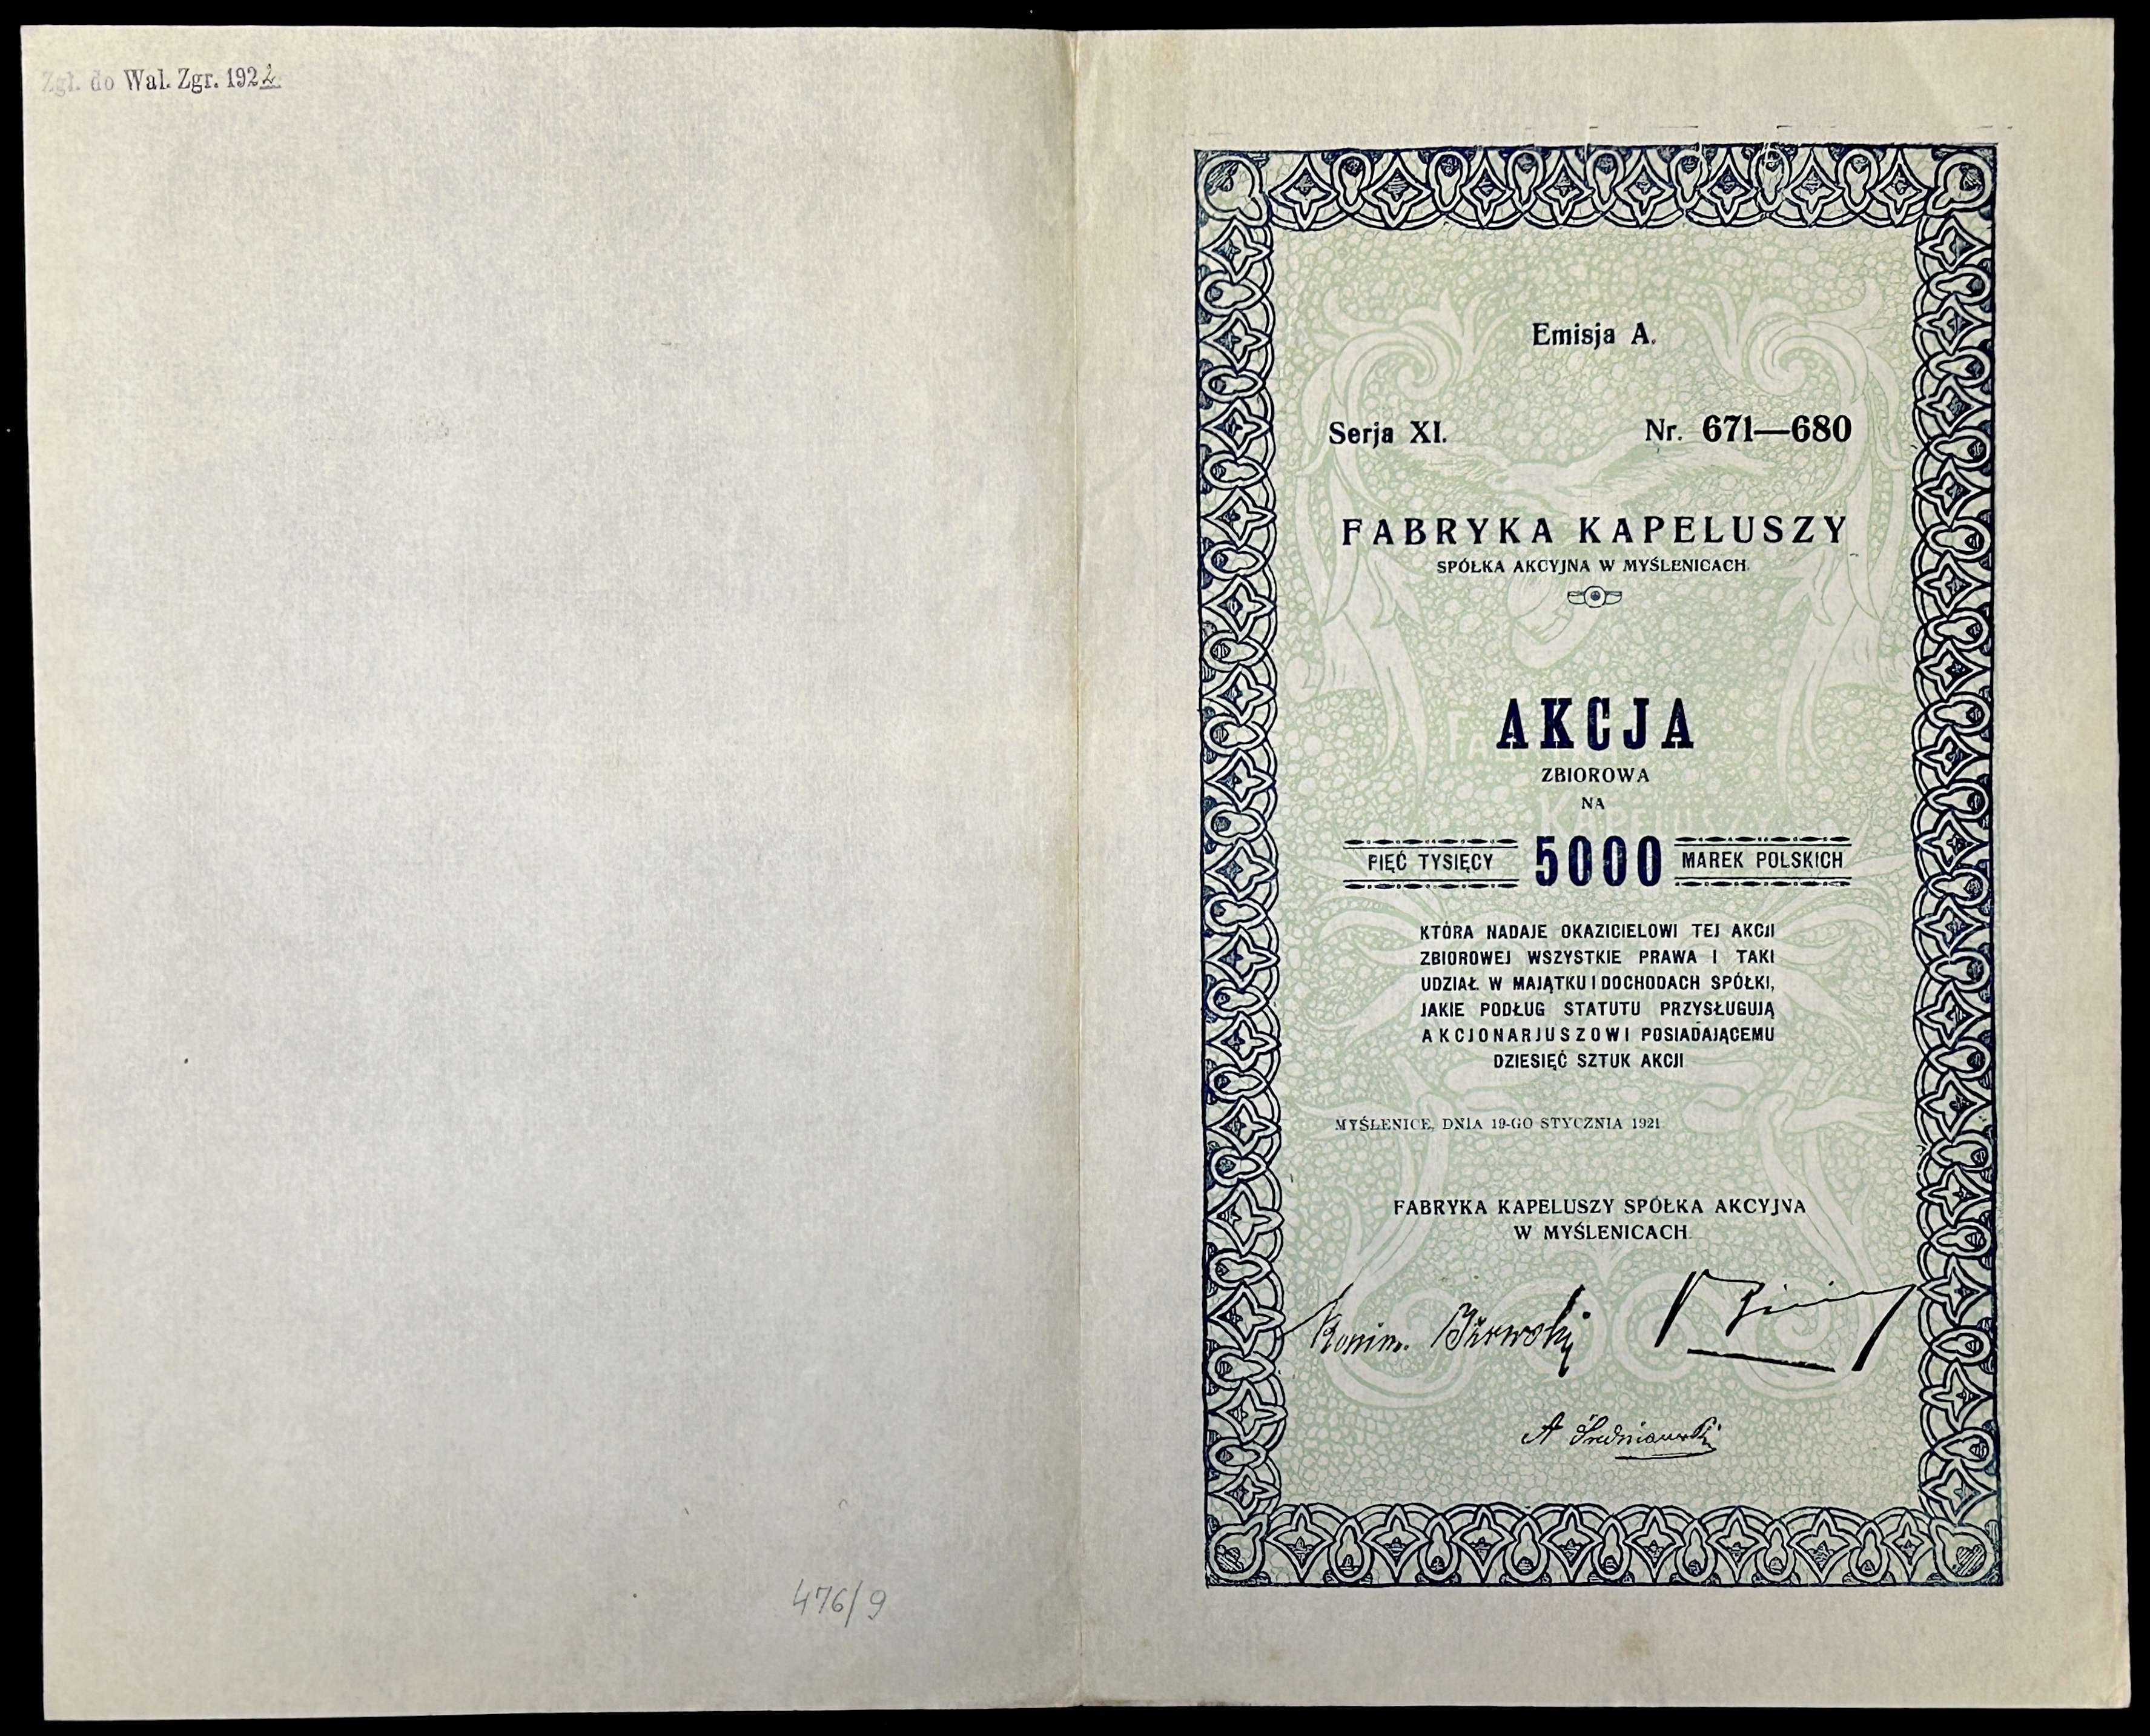 Zgł. do Wal. Zgr. 1922
Emisja A.
Serja XI. Nr. 671—680
FABRYKA KAPELUSZY
SPÓŁKA AKCYJNA W MYŚLENICACH.
AKCJA
ZBIOROWA
NA
PIĘĆ TYSIĘCY 5000 MAREK POLSKICH
KTÓRA NADAJE OKAZICIELOWI TEJ AKCJI
ZBIOROWEJ WSZYSTKIE PRAWA I TAKI
UDZIAŁ W MAJĄTKU I DOCHODACH SPÓŁKI,
JAKIE PODŁUG STATUTU PRZYSŁUGUJĄ
AKCJONARJUSZOWI POSIADAJĄCEMU
DZIESIĘĆ SZTUK AKCJI
MYŚLENICE, DNIA 19-GO STYCZNIA 1921.
FABRYKA KAPELUSZY SPÓŁKA AKCYJNA
W MYŚLENICACH.
A Średniawski
476/9